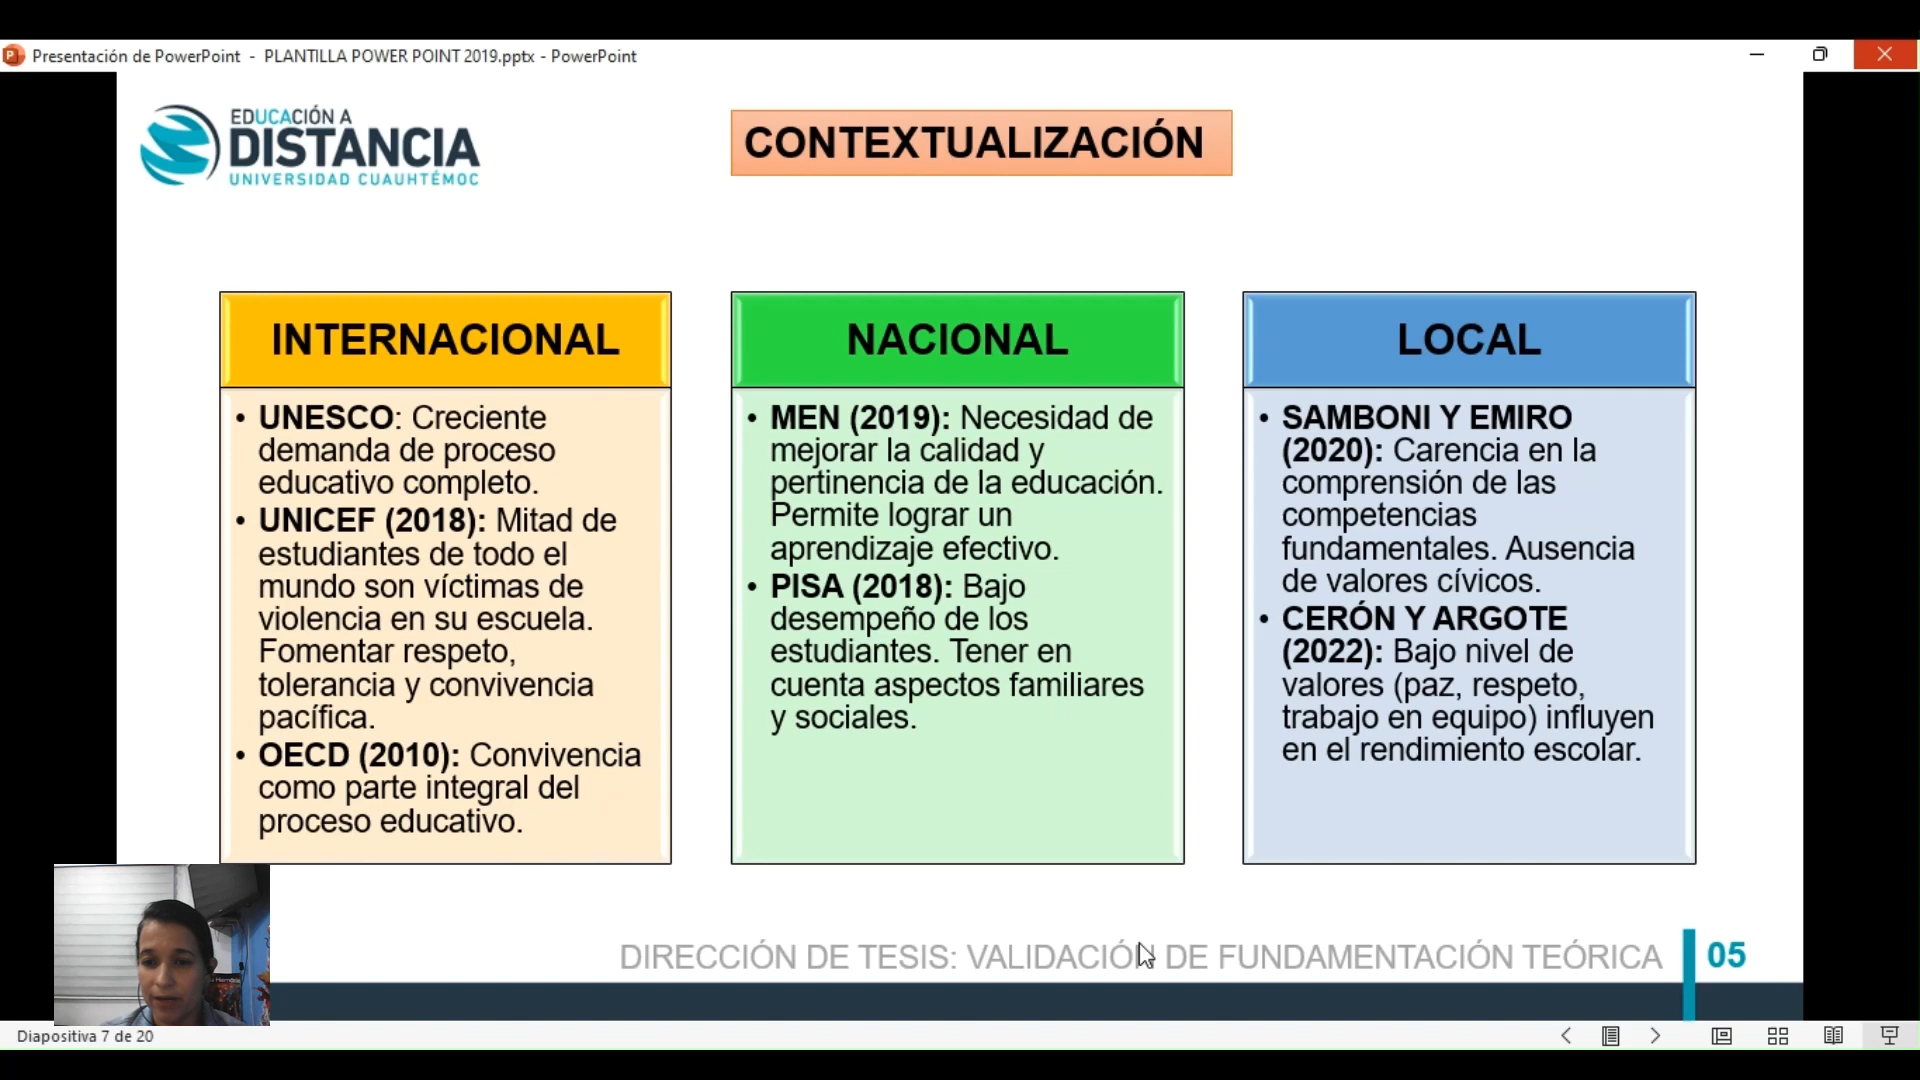 Presentación de PowerPoint - PLANTILLA POWER POINT 2019.pptx - PowerPoint
EDUCACIÓN A
DISTANCIA
UNIVERSIDAD CUAUHTÉMOC
CONTEXTUALIZACIÓN
INTERNACIONAL
• UNESCO: Creciente
demanda de proceso
educativo completo.
• UNICEF (2018): Mitad de
estudiantes de todo el
mundo son víctimas de
violencia en su escuela.
Fomentar respeto,
tolerancia y convivencia
pacífica.
• OECD (2010): Convivencia
como parte integral del
proceso educativo.
NACIONAL
• MEN (2019): Necesidad de
mejorar la calidad y
pertinencia de la educación.
Permite lograr un
aprendizaje efectivo.
• PISA (2018): Bajo
desempeño de los
estudiantes. Tener en
cuenta aspectos familiares
y sociales.
LOCAL
• SAMBONI Y EMIRO
(2020): Carencia en la
comprensión de las
competencias
fundamentales. Ausencia
de valores cívicos.
• CERÓN Y ARGOTE
(2022): Bajo nivel de
valores (paz, respeto,
trabajo en equipo) influyen
en el rendimiento escolar.
DIRECCIÓN DE TESIS: VALIDACIÓN DE FUNDAMENTACIÓN TEÓRICA
05
Diapositiva 7 de 20